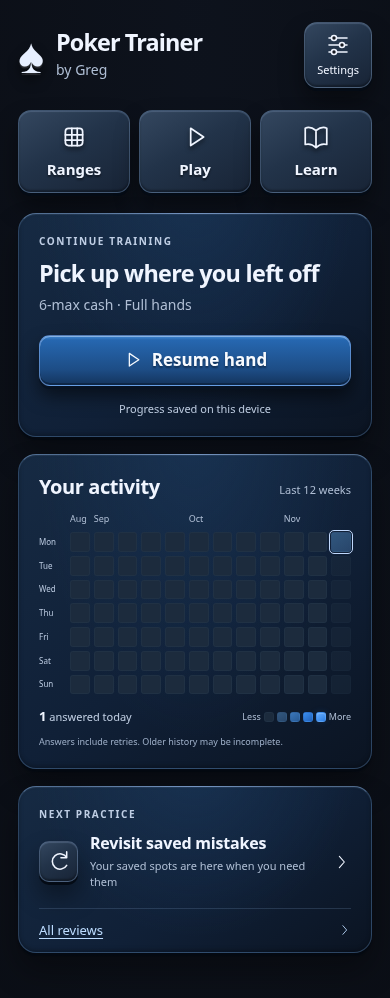 Poker Trainer
by Greg
Settings
Ranges
Play
Learn
CONTINUE TRAINING
Pick up where you left off
6-max cash · Full hands
Resume hand
Progress saved on this device
Your activity
Last 12 weeks
Aug Sep Oct Nov
Mon
Tue
Wed
Thu
Fri
Sat
Sun
1 answered today
Less More
Answers include retries. Older history may be incomplete.
NEXT PRACTICE
Revisit saved mistakes
Your saved spots are here when you need
them
All reviews